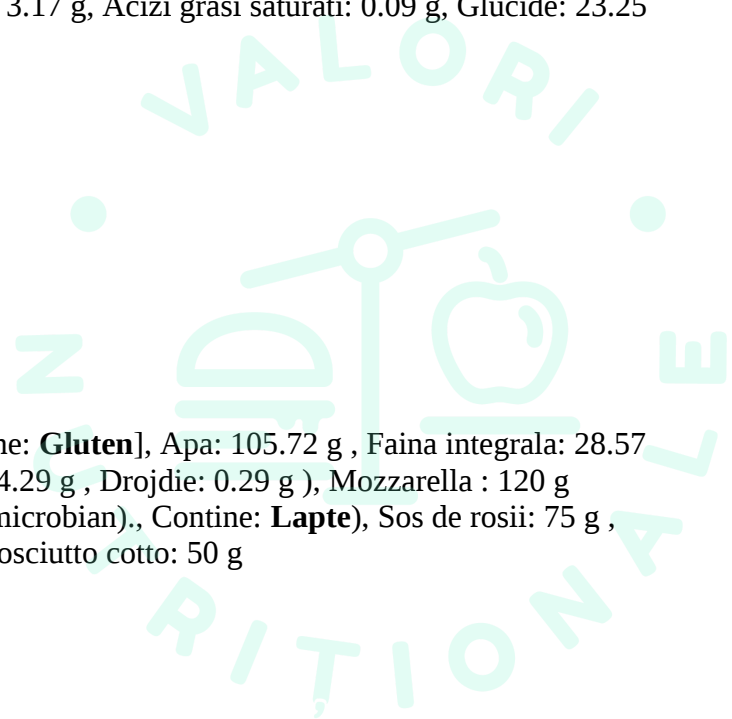 3.17 g, Acizi grasi saturati: 0.09 g, Glucide: 23.25
VALORI
ne: Gluten], Apa: 105.72 g , Faina integrala: 28.57
4.29 g , Drojdie: 0.29 g ), Mozzarella : 120 g
microbian)., Contine: Lapte), Sos de rosii: 75 g ,
osciutto cotto: 50 g
NUTRITIONALE